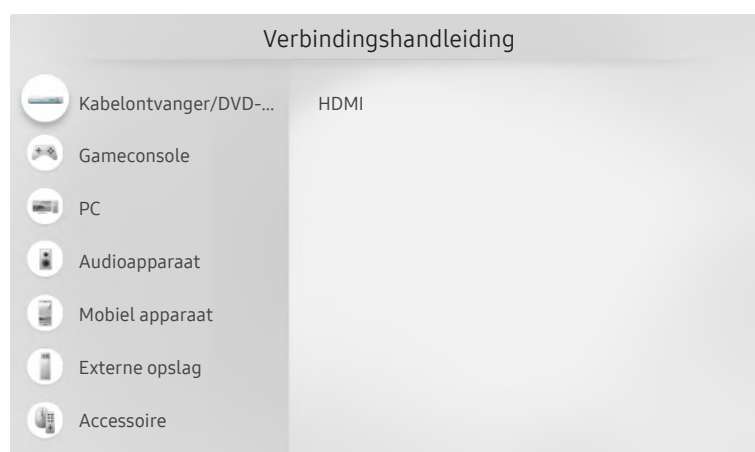 Verbindingshandleiding
Kabelontvanger/DVD-...
HDMI
Gameconsole
PC
Audioapparaat
Mobiel apparaat
Externe opslag
Accessoire